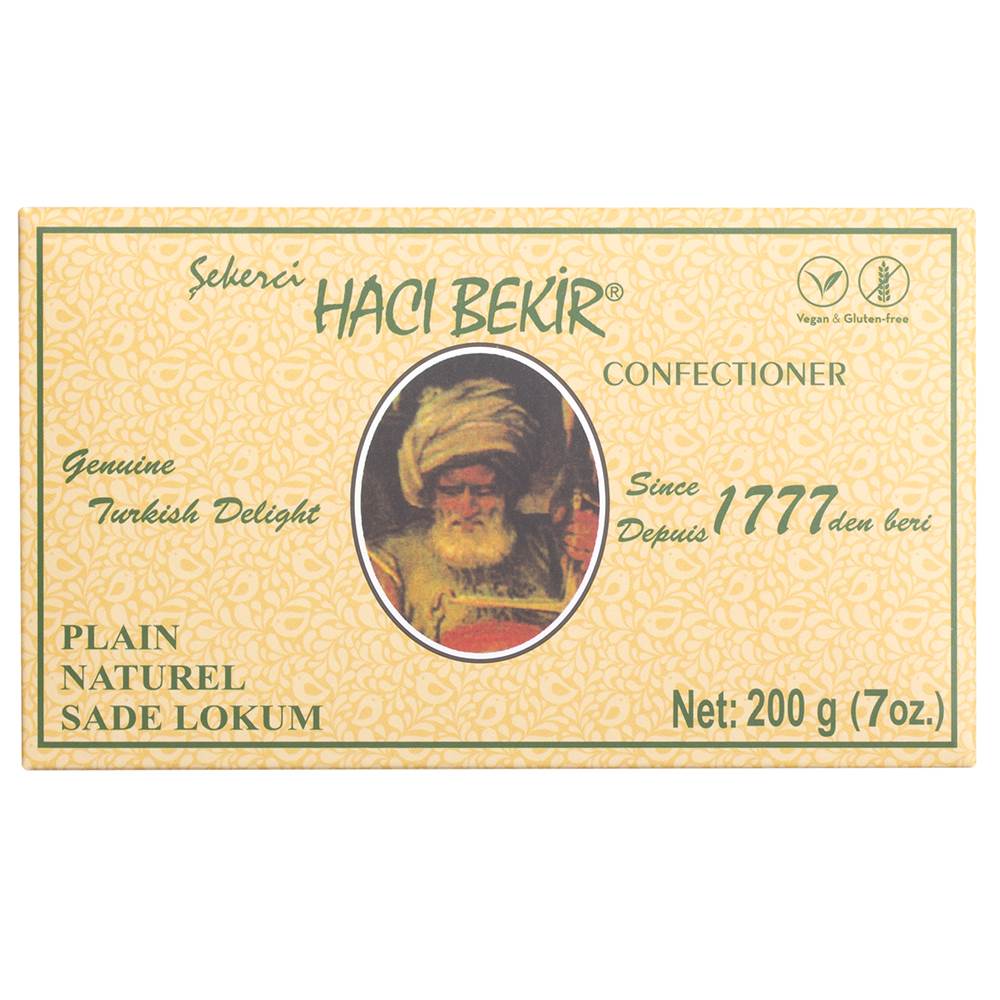 Şekerci
HACI BEKİR®
Vegan & Gluten-free
CONFECTIONER
Genuine
Turkish Delight
Since
Depuis 1777 den beri
PLAIN
NATUREL
SADE LOKUM
Net: 200 g (7oz.)